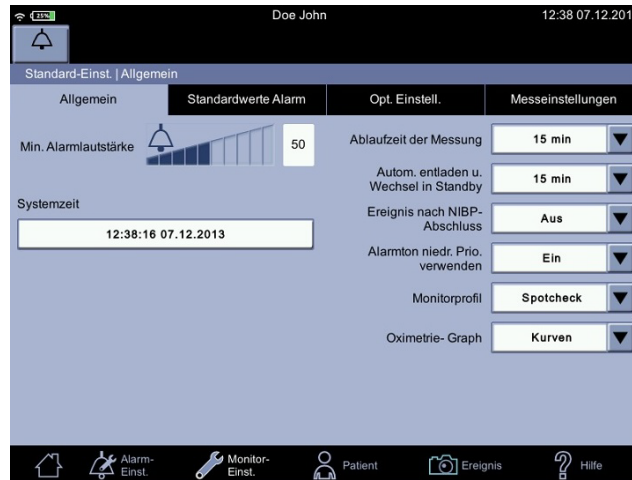 25%
Doe John
12:38 07.12.201
Standard-Einst. | Allgemein
Allgemein
Standardwerte Alarm
Opt. Einstell.
Messeinstellungen
Min. Alarmlautstärke
50
Systemzeit
12:38:16 07.12.2013
Ablaufzeit der Messung
15 min
Autom. entladen u.
Wechsel in Standby
15 min
Ereignis nach NIBP-
Abschluss
Aus
Alarmton niedr. Prio.
verwenden
Ein
Monitorprofil
Spotcheck
Oximetrie- Graph
Kurven
Alarm-
Einst.
Monitor-
Einst.
Patient
Ereignis
Hilfe